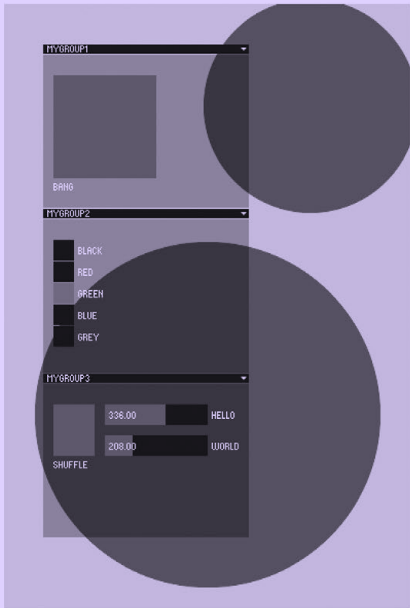 MYGROUP1
BANG
MYGROUP2
BLACK
RED
GREEN
BLUE
GREY
MYGROUP3
336.00 HELLO
208.00 WORLD
SHUFFLE